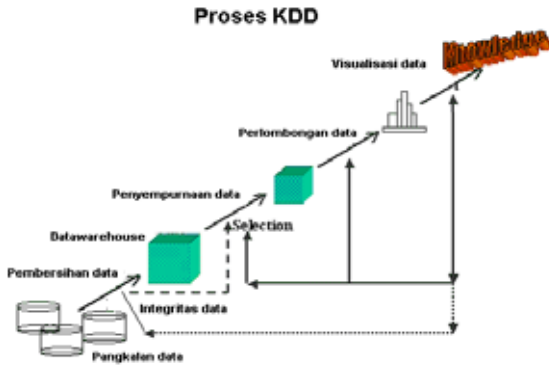 Proses KDD
Knowledge
Visualisasi data
Perlombongan data
Penyempurnaan data
Selection
Datawarehouse
Pembersihan data
Integritas data
Pangkalan data